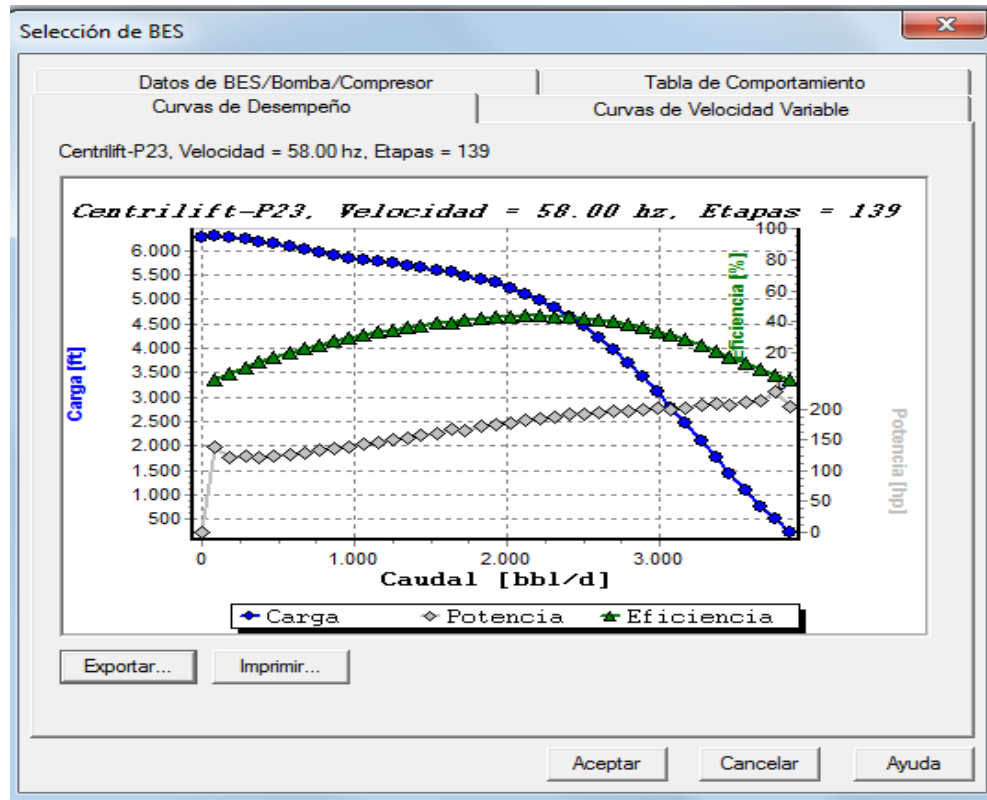 Selección de BES
Datos de BES/Bomba/Compresor
Tabla de Comportamiento
Curvas de Desempeño
Curvas de Velocidad Variable
Centrilift-P23, Velocidad = 58.00 hz, Etapas = 139
Centrilift-P23, Velocidad = 58.00 hz, Etapas = 139
Carga [ft]
6.000
5.500
5.000
4.500
4.000
3.500
3.000
2.500
2.000
1.500
1.000
500
Eficiencia [%]
100
80
60
40
20
Potencia [hp]
200
150
100
50
0
0
1.000
2.000
3.000
Caudal [bbl/d]
Carga
Potencia
Eficiencia
Exportar...
Imprimir...
Aceptar
Cancelar
Ayuda